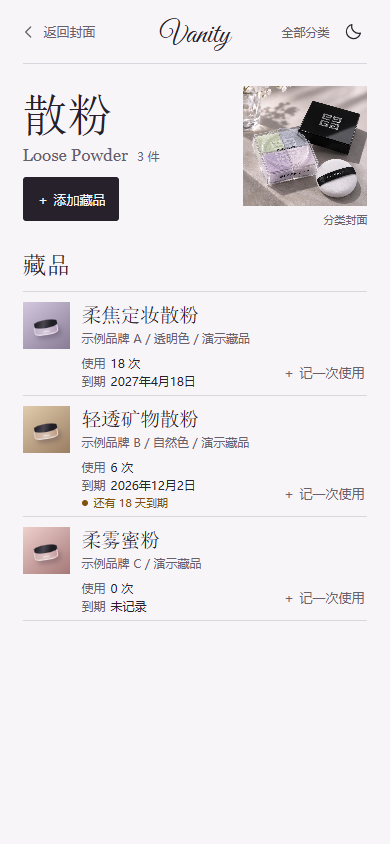 返回封面
Vanity
全部分类
散粉
Loose Powder 3 件
+ 添加藏品
分类封面
藏品
柔焦定妆散粉
示例品牌 A / 透明色 / 演示藏品
使用 18 次
到期 2027年4月18日
+ 记一次使用
轻透矿物散粉
示例品牌 B / 自然色 / 演示藏品
使用 6 次
到期 2026年12月2日
还有 18 天到期
+ 记一次使用
柔雾蜜粉
示例品牌 C / 演示藏品
使用 0 次
到期 未记录
+ 记一次使用